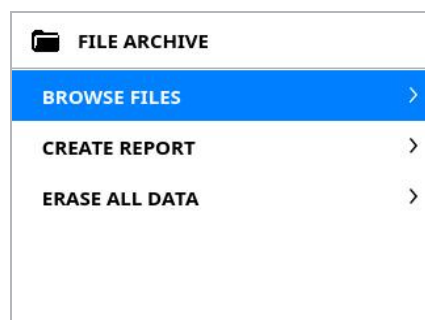 FILE ARCHIVE
BROWSE FILES
CREATE REPORT
ERASE ALL DATA